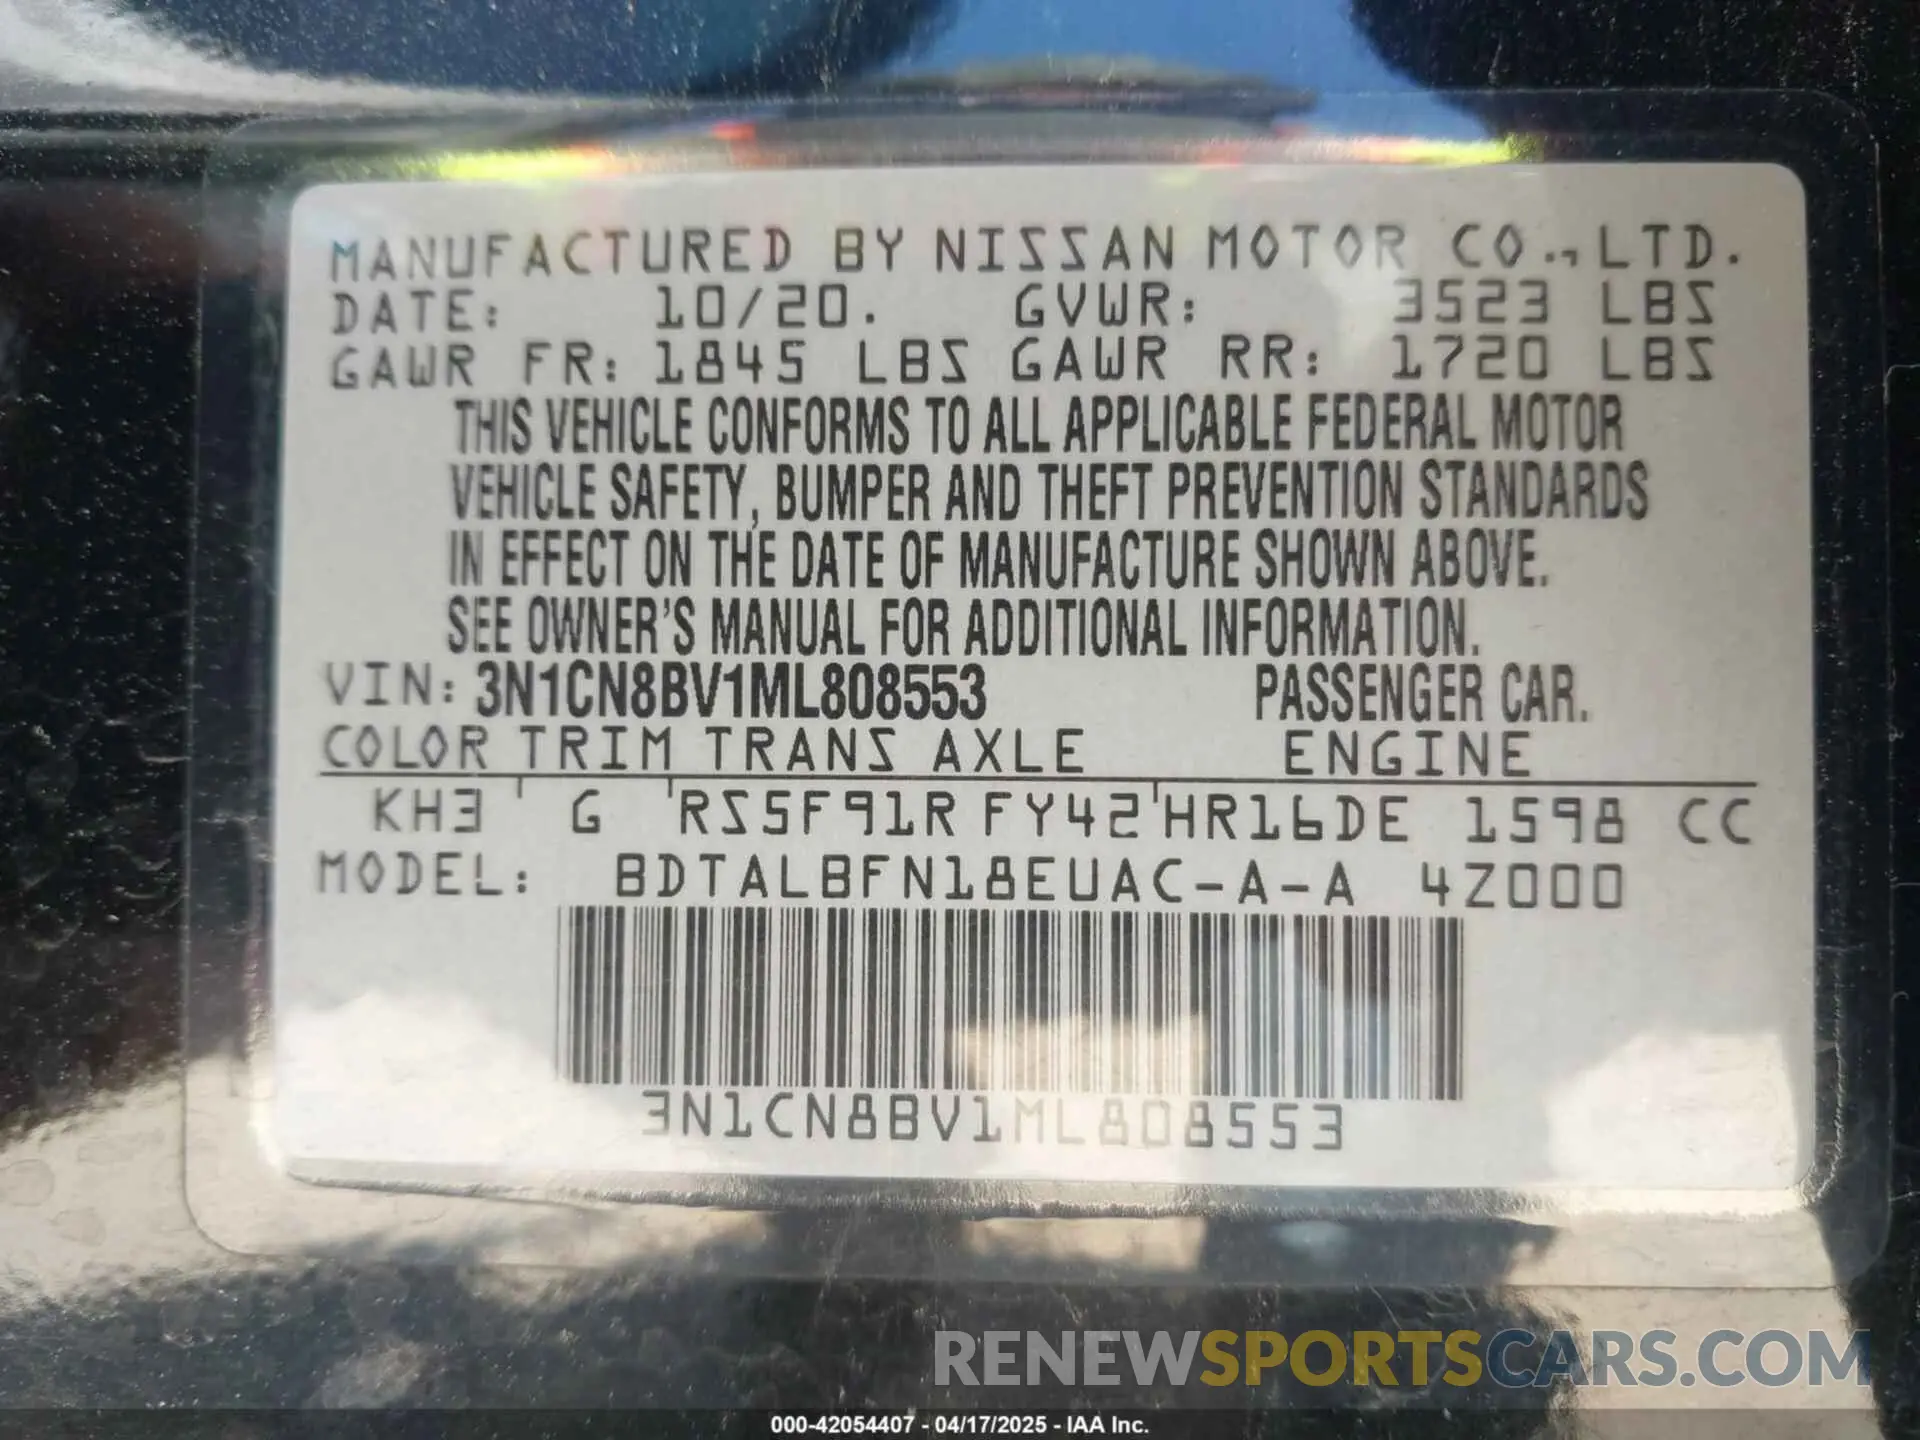 MANUFACTURED BY NISSAN MOTOR CO.,LTD.
DATE: 10/20. GVWR: 3523 LBS
GAWR FR: 1845 LBS GAWR RR: 1720 LBS
THIS VEHICLE CONFORMS TO ALL APPLICABLE FEDERAL MOTOR
VEHICLE SAFETY, BUMPER AND THEFT PREVENTION STANDARDS
IN EFFECT ON THE DATE OF MANUFACTURE SHOWN ABOVE.
SEE OWNER'S MANUAL FOR ADDITIONAL INFORMATION.
VIN: 3N1CN8BV1ML808553 PASSENGER CAR.
COLOR TRIM TRANS AXLE ENGINE
KH3 G RS5F91R FY42 HR16DE 1598 CC
MODEL: BDTALBFN18EUAC-A-A 4Z000
3N1CN8BV1ML808553
RENEWSPORTSCARS.COM
000-42054407 - 04/17/2025 - IAA Inc.